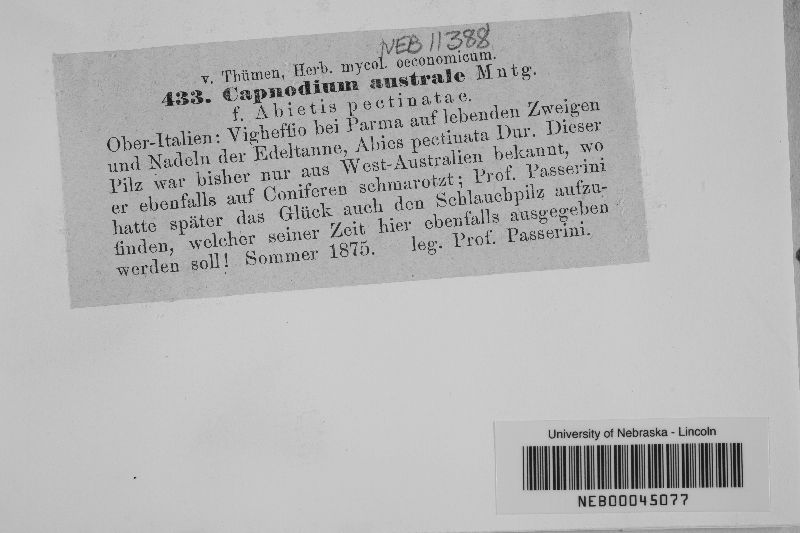 NEB 11388
v. Thümen, Herb. mycol. oeconomicum.
433. Capnodium australe Mntg.
f. Abietis pectinatae.
Ober-Italien: Vigheffio bei Parma auf lebenden Zweigen
und Nadeln der Edeltanne, Abies pectinata Dur. Dieser
Pilz war bisher nur aus West-Australien bekannt, wo
er ebenfalls auf Coniferen schmarotzt; Prof. Passerini
hatte später das Glück auch den Schlauchpilz aufzu-
finden, welcher seiner Zeit hier ebenfalls ausgegeben
werden soll! Sommer 1875. leg. Prof. Passerini.
University of Nebraska - Lincoln
NEB00045077